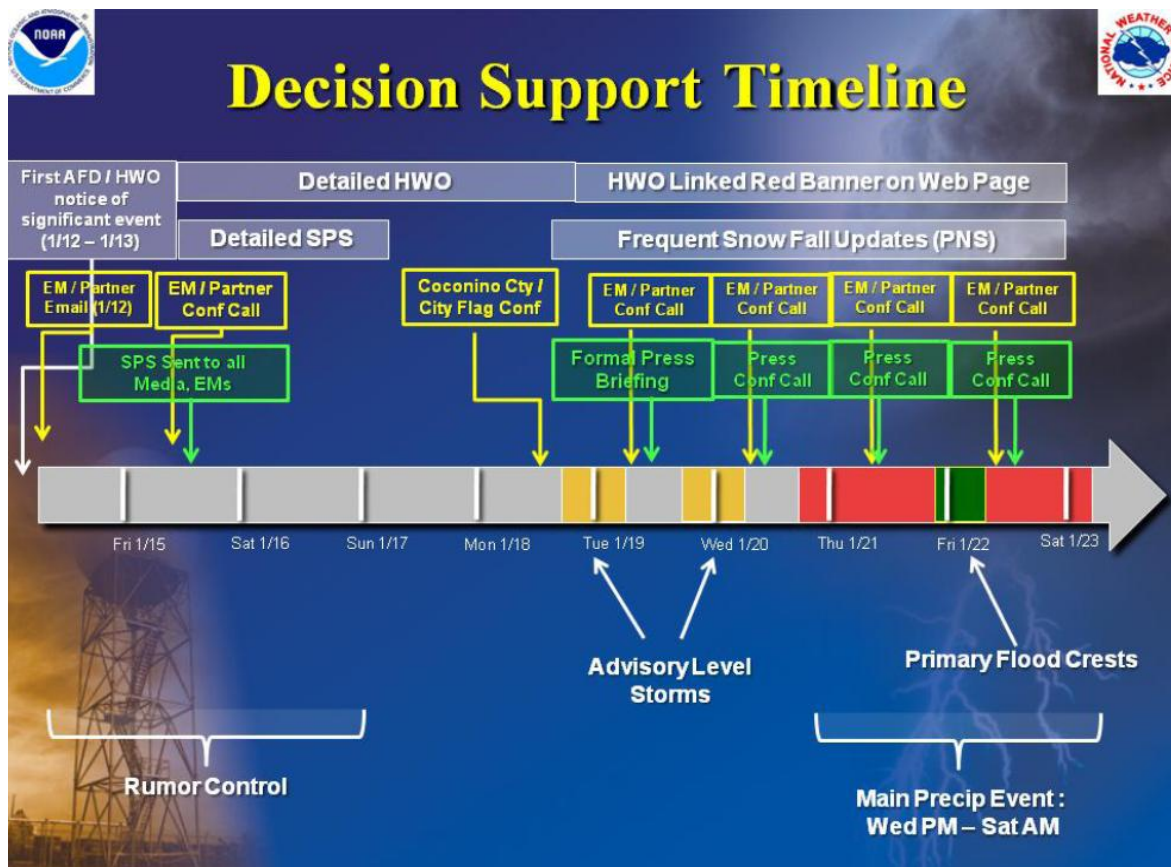 NOAA
NATIONAL WEATHER
Decision Support Timeline
First AFD / HWO
notice of
significant event
(1/12 – 1/13)
Detailed HWO
HWO Linked Red Banner on Web Page
Detailed SPS
Frequent Snow Fall Updates (PNS)
EM / Partner
Email (1/12)
EM / Partner
Conf Call
Coconino Cty /
City Flag Conf
EM / Partner
Conf Call
EM / Partner
Conf Call
EM / Partner
Conf Call
EM / Partner
Conf Call
SPS Sent to all
Media, EMs
Formal Press
Briefing
Press
Conf Call
Press
Conf Call
Press
Conf Call
Fri 1/15
Sat 1/16
Sun 1/17
Mon 1/18
Tue 1/19
Wed 1/20
Thu 1/21
Fri 1/22
Sat 1/23
Advisory Level
Storms
Primary Flood Crests
Rumor Control
Main Precip Event :
Wed PM – Sat AM